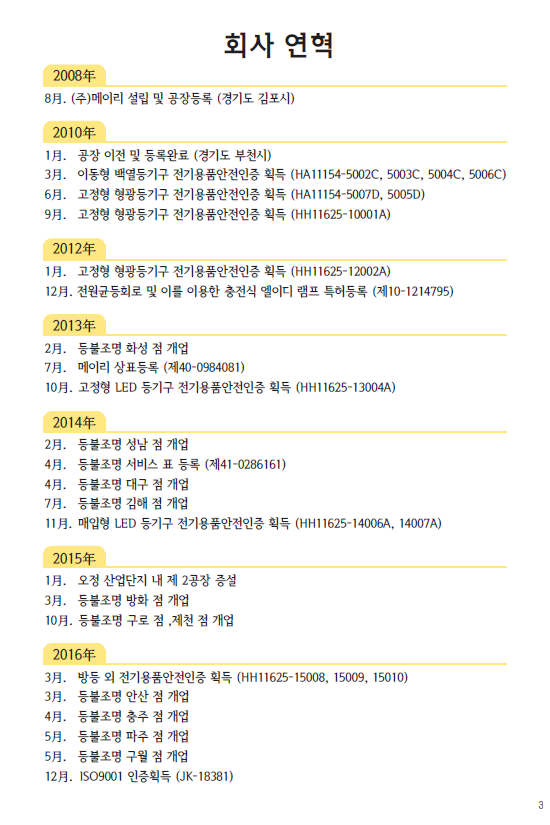 회사 연혁
2008年
8月. (주)메이리 설립 및 공장등록 (경기도 김포시)
2010年
1月. 공장 이전 및 등록완료 (경기도 부천시)
3月. 이동형 백열등기구 전기용품안전인증 획득 (HA11154-5002C, 5003C, 5004C, 5006C)
6月. 고정형 형광등기구 전기용품안전인증 획득 (HA11154-5007D, 5005D)
9月. 고정형 형광등기구 전기용품안전인증 획득 (HH11625-10001A)
2012年
1月. 고정형 형광등기구 전기용품안전인증 획득 (HH11625-12002A)
12月. 전원균등회로 및 이를 이용한 충전식 엘이디 램프 특허등록 (제10-1214795)
2013年
2月. 등불조명 화성 점 개업
7月. 메이리 상표등록 (제40-0984081)
10月. 고정형 LED 등기구 전기용품안전인증 획득 (HH11625-13004A)
2014年
2月. 등불조명 성남 점 개업
4月. 등불조명 서비스 표 등록 (제41-0286161)
4月. 등불조명 대구 점 개업
7月. 등불조명 김해 점 개업
11月. 매입형 LED 등기구 전기용품안전인증 획득 (HH11625-14006A, 14007A)
2015年
1月. 오정 산업단지 내 제 2공장 증설
3月. 등불조명 방화 점 개업
10月. 등불조명 구로 점 ,제천 점 개업
2016年
3月. 방등 외 전기용품안전인증 획득 (HH11625-15008, 15009, 15010)
3月. 등불조명 안산 점 개업
4月. 등불조명 충주 점 개업
5月. 등불조명 파주 점 개업
5月. 등불조명 구월 점 개업
12月. ISO9001 인증획득 (JK-18381)
3